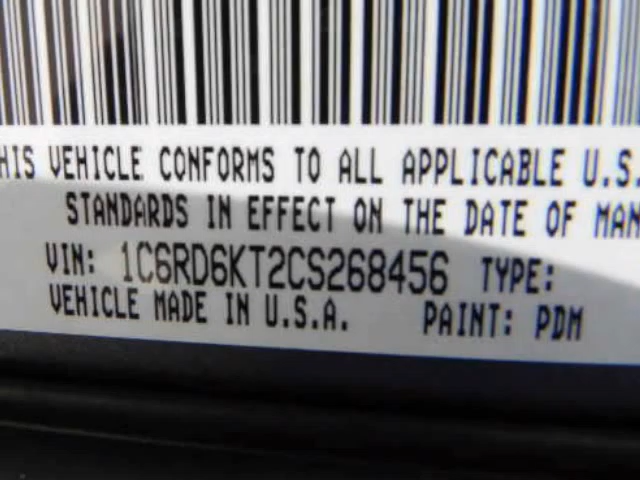 HIS VEHICLE CONFORMS TO ALL APPLICABLE U.S.
STANDARDS IN EFFECT ON THE DATE OF MAN
VIN: 1C6RD6KT2CS268456 TYPE:
VEHICLE MADE IN U.S.A. PAINT: PDM